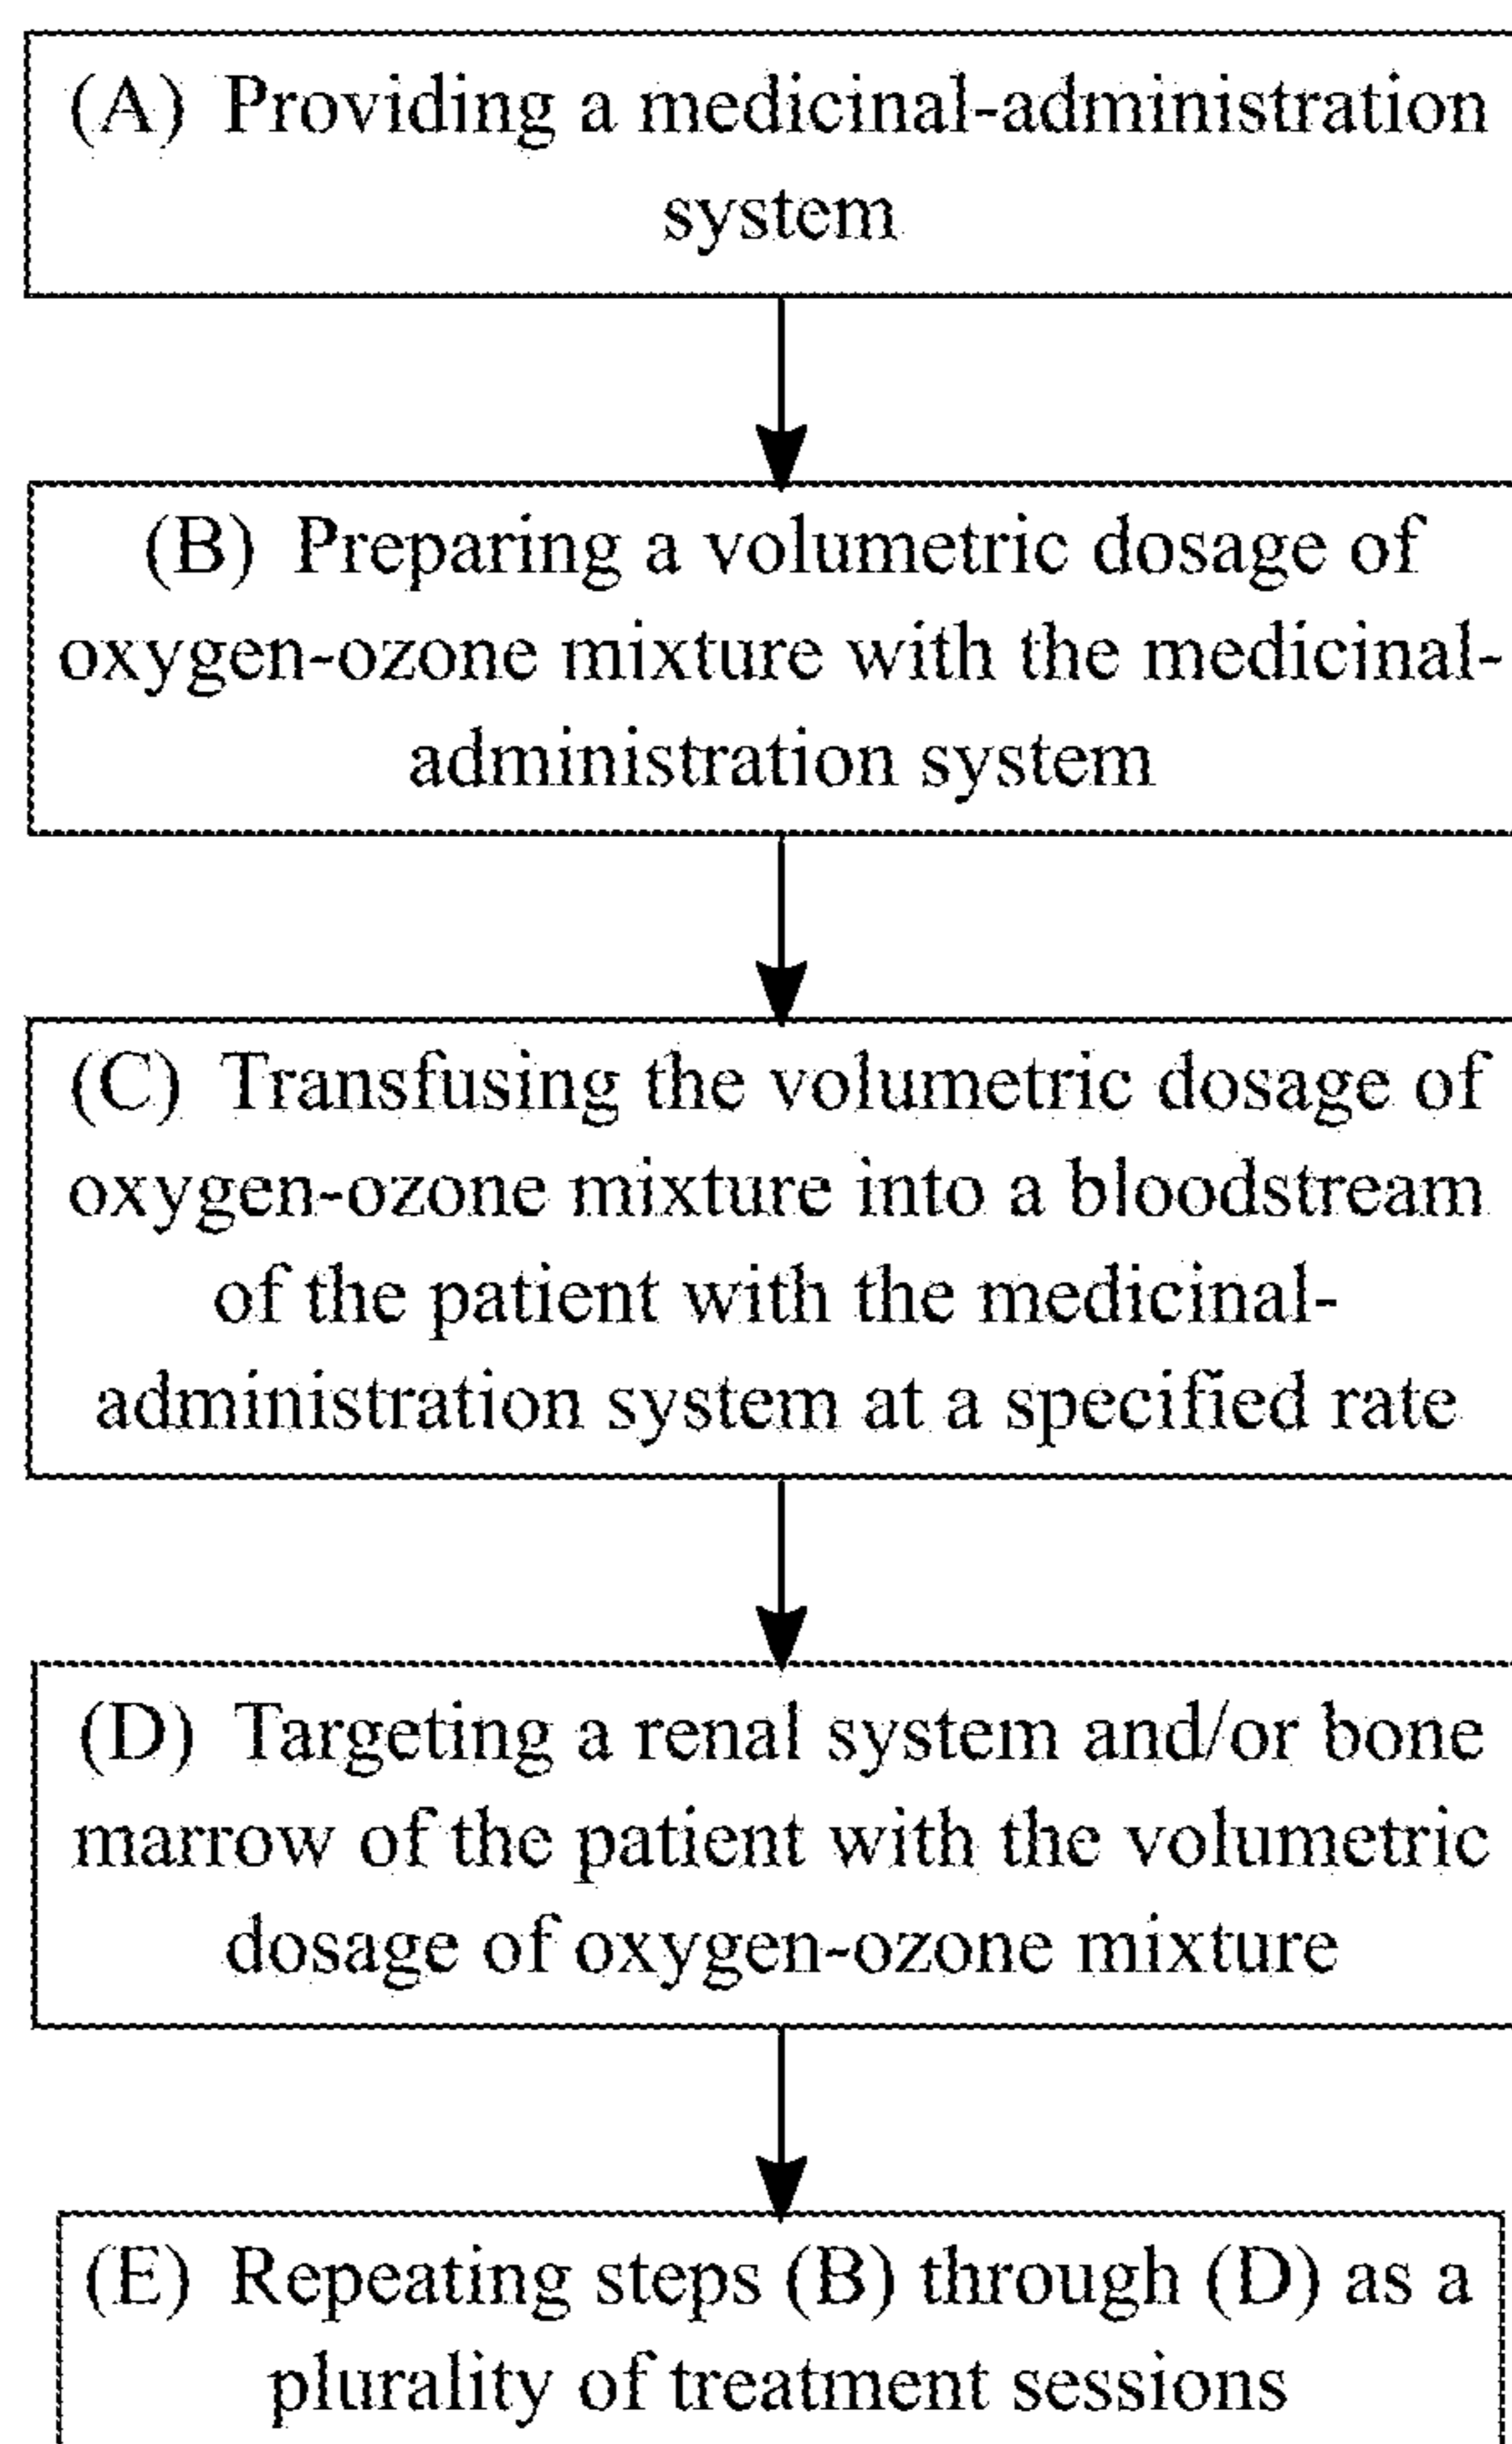 (A) Providing a medicinal-administration
system
(B) Preparing a volumetric dosage of
oxygen-ozone mixture with the medicinal-
administration system
(C) Transfusing the volumetric dosage of
oxygen-ozone mixture into a bloodstream
of the patient with the medicinal-
administration system at a specified rate
(D) Targeting a renal system and/or bone
marrow of the patient with the volumetric
dosage of oxygen-ozone mixture
(E) Repeating steps (B) through (D) as a
plurality of treatment sessions